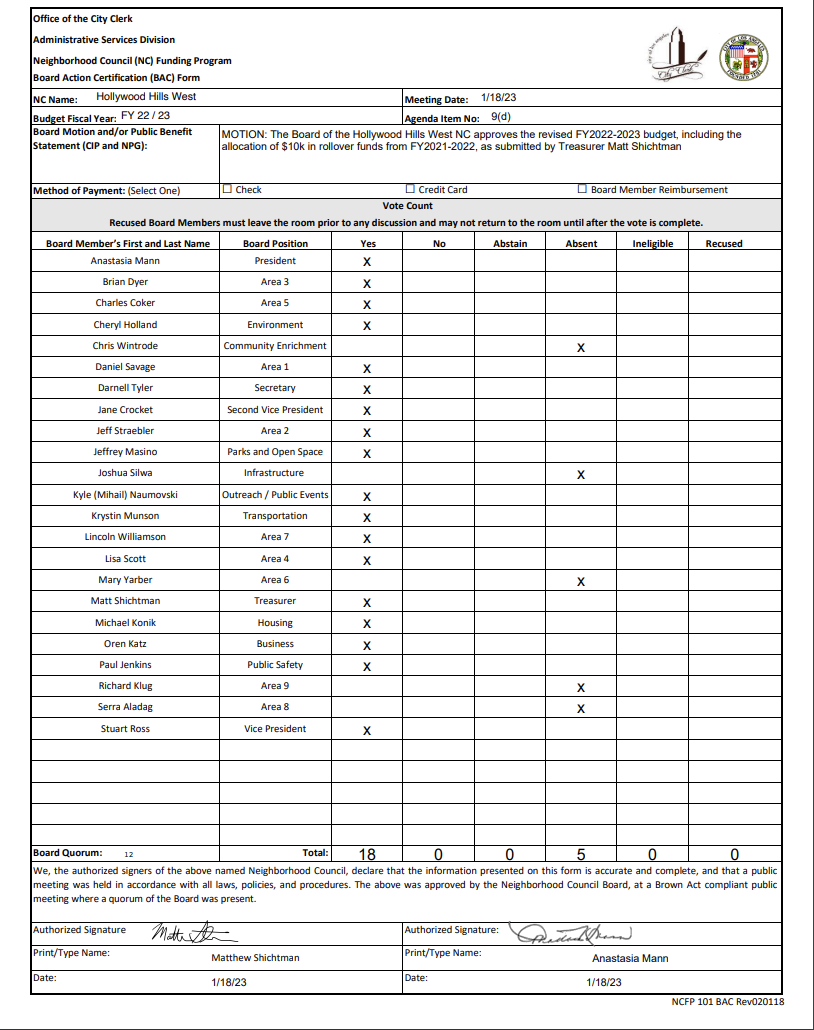 Office of the City Clerk
Administrative Services Division
Neighborhood Council (NC) Funding Program
Board Action Certification (BAC) Form
NC Name: Hollywood Hills West Meeting Date: 1/18/23
Budget Fiscal Year: FY 22 / 23 Agenda Item No: 9(d)
Board Motion and/or Public Benefit Statement (CIP and NPG):
MOTION: The Board of the Hollywood Hills West NC approves the revised FY2022-2023 budget, including the
allocation of $10k in rollover funds from FY2021-2022, as submitted by Treasurer Matt Shichtman
Method of Payment: (Select One) ☐ Check ☐ Credit Card ☐ Board Member Reimbursement
Vote Count
Recused Board Members must leave the room prior to any discussion and may not return to the room until after the vote is complete.
Board Member's First and Last Name Board Position Yes No Abstain Absent Ineligible Recused
Anastasia Mann President X
Brian Dyer Area 3 X
Charles Coker Area 5 X
Cheryl Holland Environment X
Chris Wintrode Community Enrichment X
Daniel Savage Area 1 X
Darnell Tyler Secretary X
Jane Crocket Second Vice President X
Jeff Straebler Area 2 X
Jeffrey Masino Parks and Open Space X
Joshua Silwa Infrastructure X
Kyle (Mihail) Naumovski Outreach / Public Events X
Krystin Munson Transportation X
Lincoln Williamson Area 7 X
Lisa Scott Area 4 X
Mary Yarber Area 6 X
Matt Shichtman Treasurer X
Michael Konik Housing X
Oren Katz Business X
Paul Jenkins Public Safety X
Richard Klug Area 9 X
Serra Aladag Area 8 X
Stuart Ross Vice President X
Board Quorum: 12 Total: 18 0 0 5 0 0
We, the authorized signers of the above named Neighborhood Council, declare that the information presented on this form is accurate and complete, and that a public
meeting was held in accordance with all laws, policies, and procedures. The above was approved by the Neighborhood Council Board, at a Brown Act compliant public
meeting where a quorum of the Board was present.
Authorized Signature Authorized Signature:
Print/Type Name: Matthew Shichtman Print/Type Name: Anastasia Mann
Date: 1/18/23 Date: 1/18/23
NCFP 101 BAC Rev020118